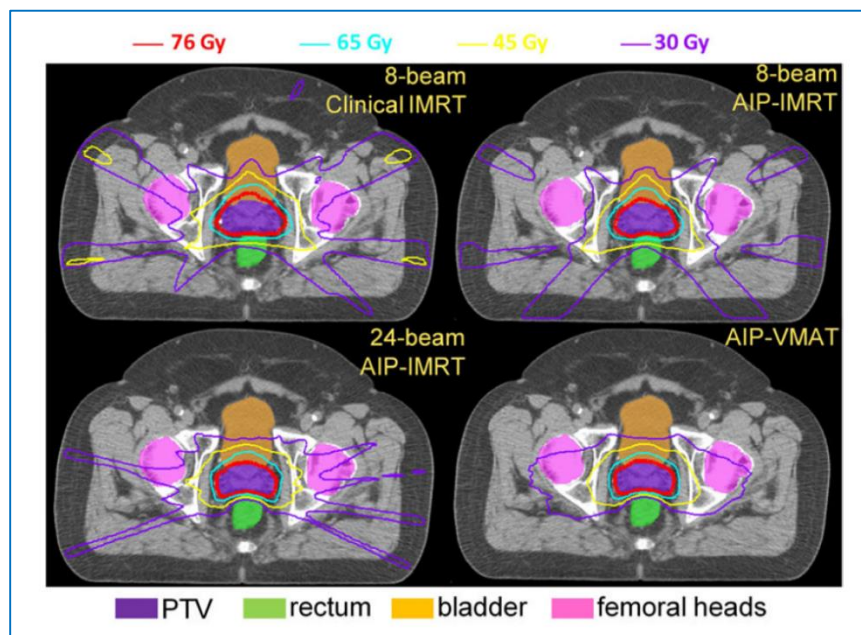 76 Gy 65 Gy 45 Gy 30 Gy
8-beam
Clinical IMRT
8-beam
AIP-IMRT
24-beam
AIP-IMRT
AIP-VMAT
PTV rectum bladder femoral heads